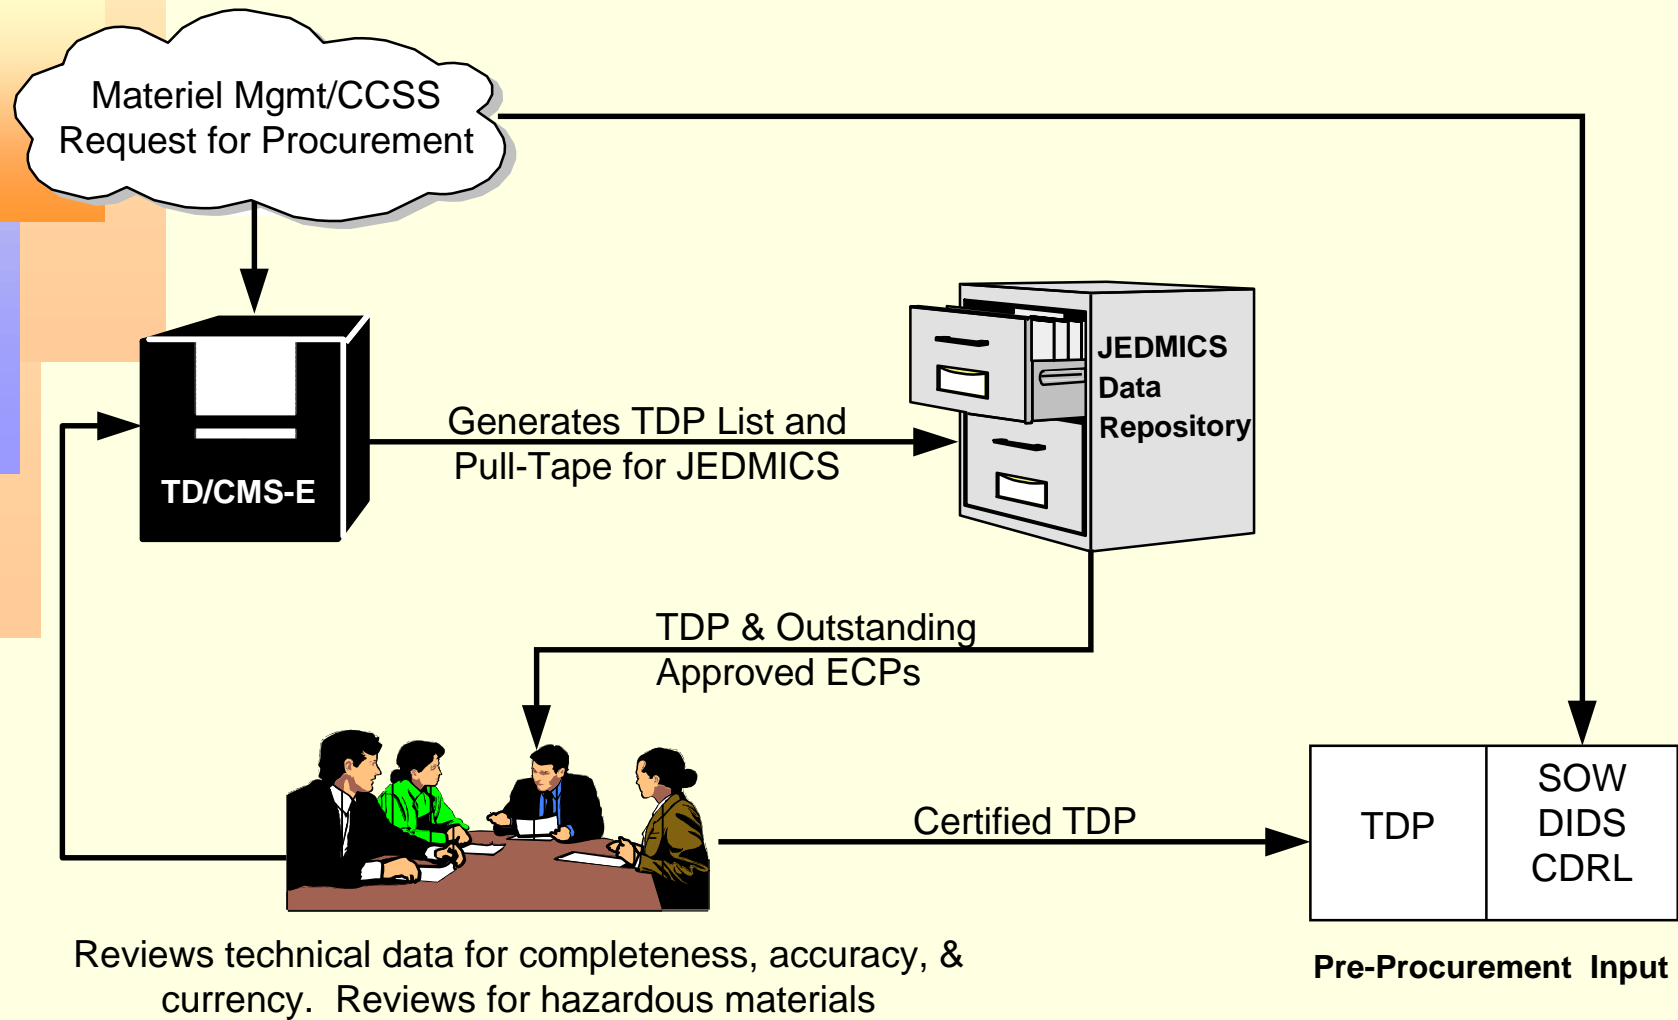 Materiel Mgmt/CCSS
Request for Procurement
JEDMICS
Data
Repository
Generates TDP List and
Pull-Tape for JEDMICS
TD/CMS-E
TDP & Outstanding
Approved ECPs
Certified TDP
TDP
SOW
DIDS
CDRL
Reviews technical data for completeness, accuracy, &
currency.  Reviews for hazardous materials
Pre-Procurement  Input